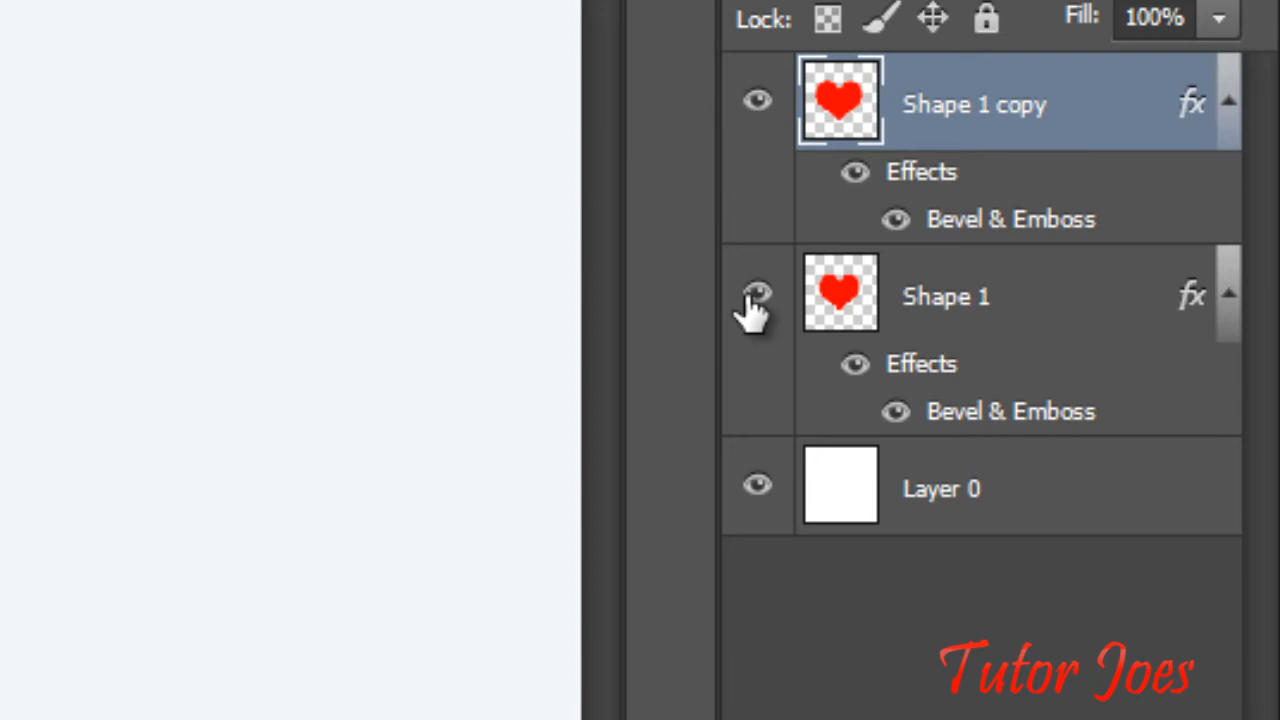 Lock: Fill: 100%
Shape 1 copy fx
Effects
Bevel & Emboss
Shape 1 fx
Effects
Bevel & Emboss
Layer 0
Tutor Joes